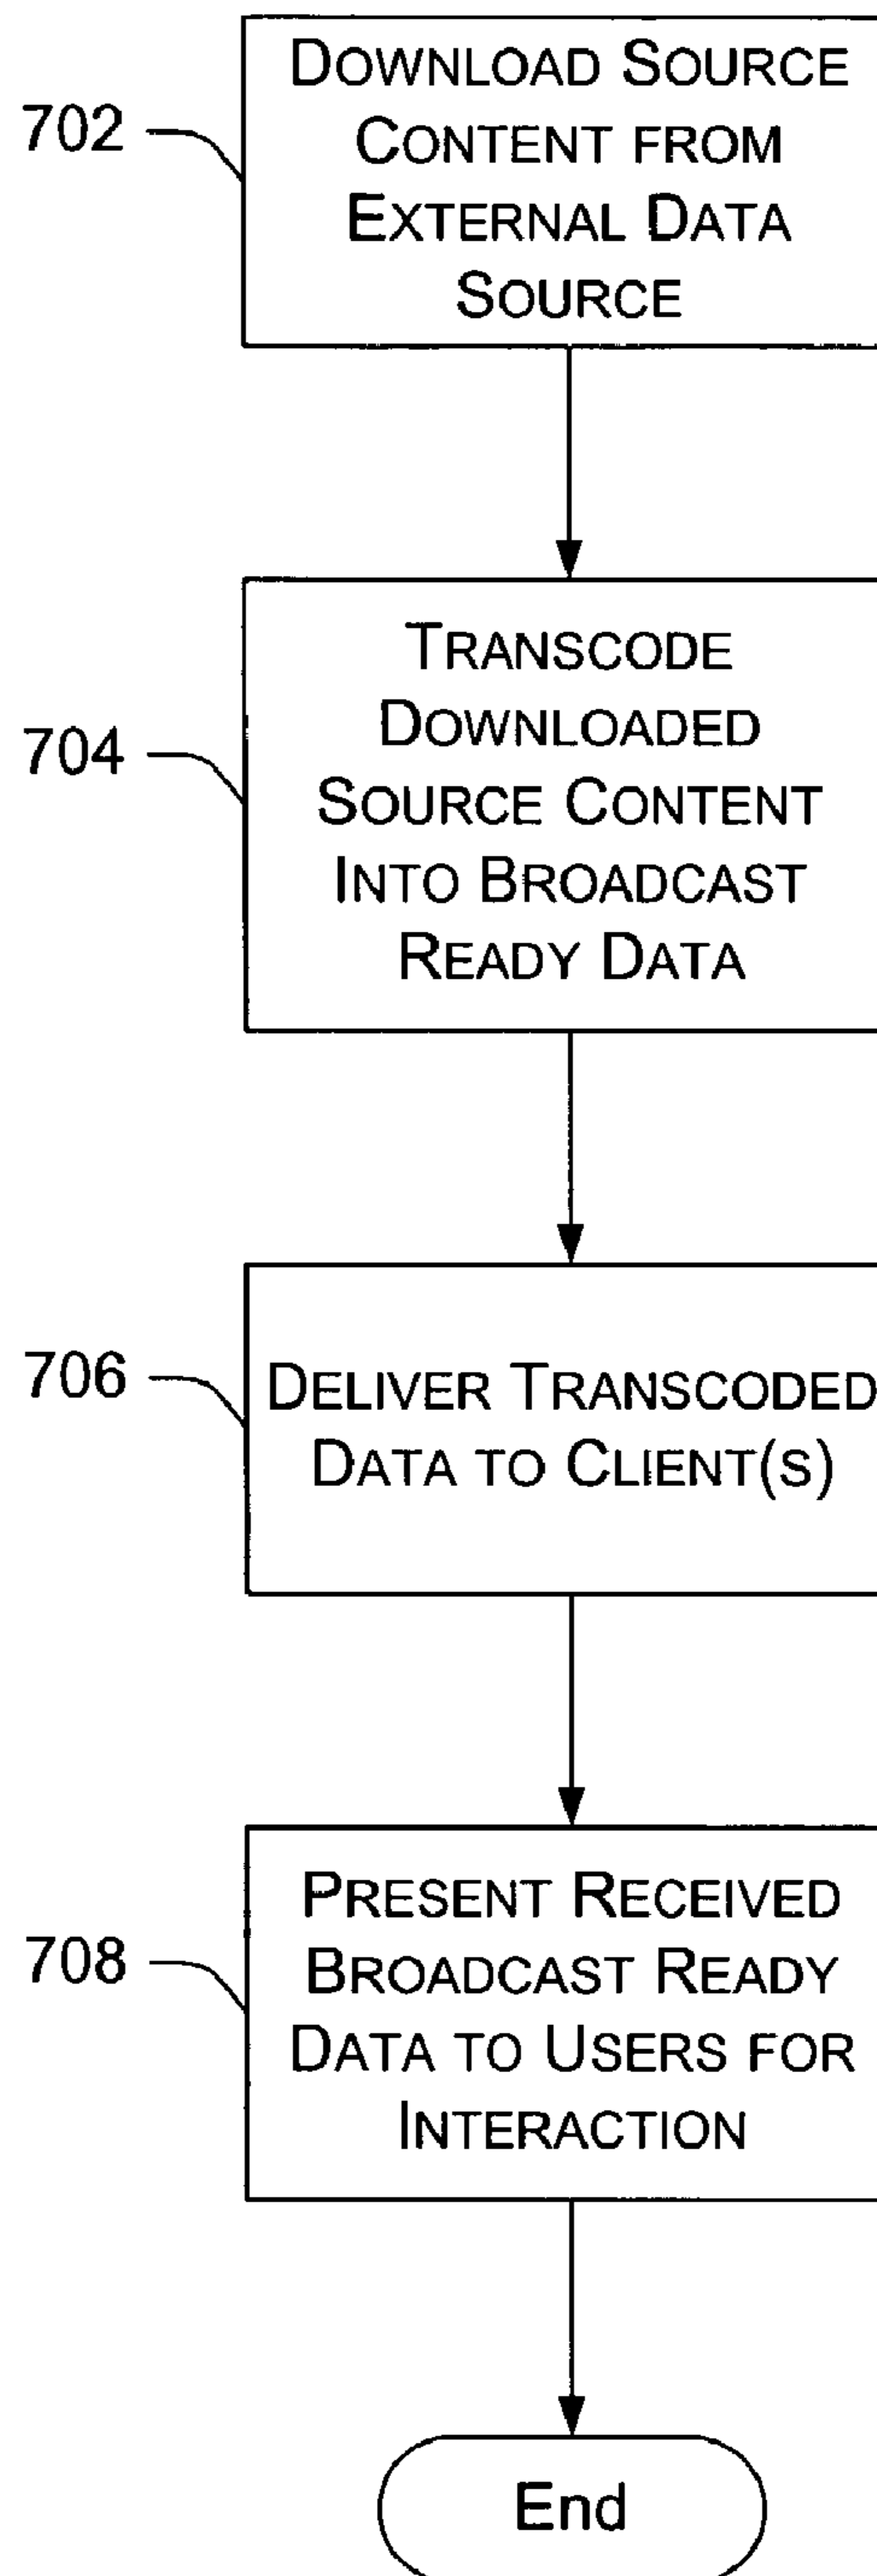 702
DOWNLOAD SOURCE
CONTENT FROM
EXTERNAL DATA
SOURCE
704
TRANSCODE
DOWNLOADED
SOURCE CONTENT
INTO BROADCAST
READY DATA
706
DELIVER TRANSCODED
DATA TO CLIENT(S)
708
PRESENT RECEIVED
BROADCAST READY
DATA TO USERS FOR
INTERACTION
End